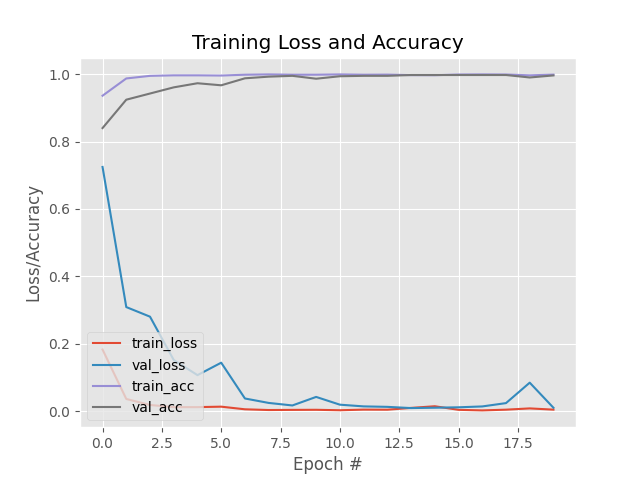 Training Loss and Accuracy
1.0
0.8
0.6
0.4
0.2
0.0
Loss/Accuracy
train_loss
val_loss
train_acc
val_acc
0.0 2.5 5.0 7.5 10.0 12.5 15.0 17.5
Epoch #